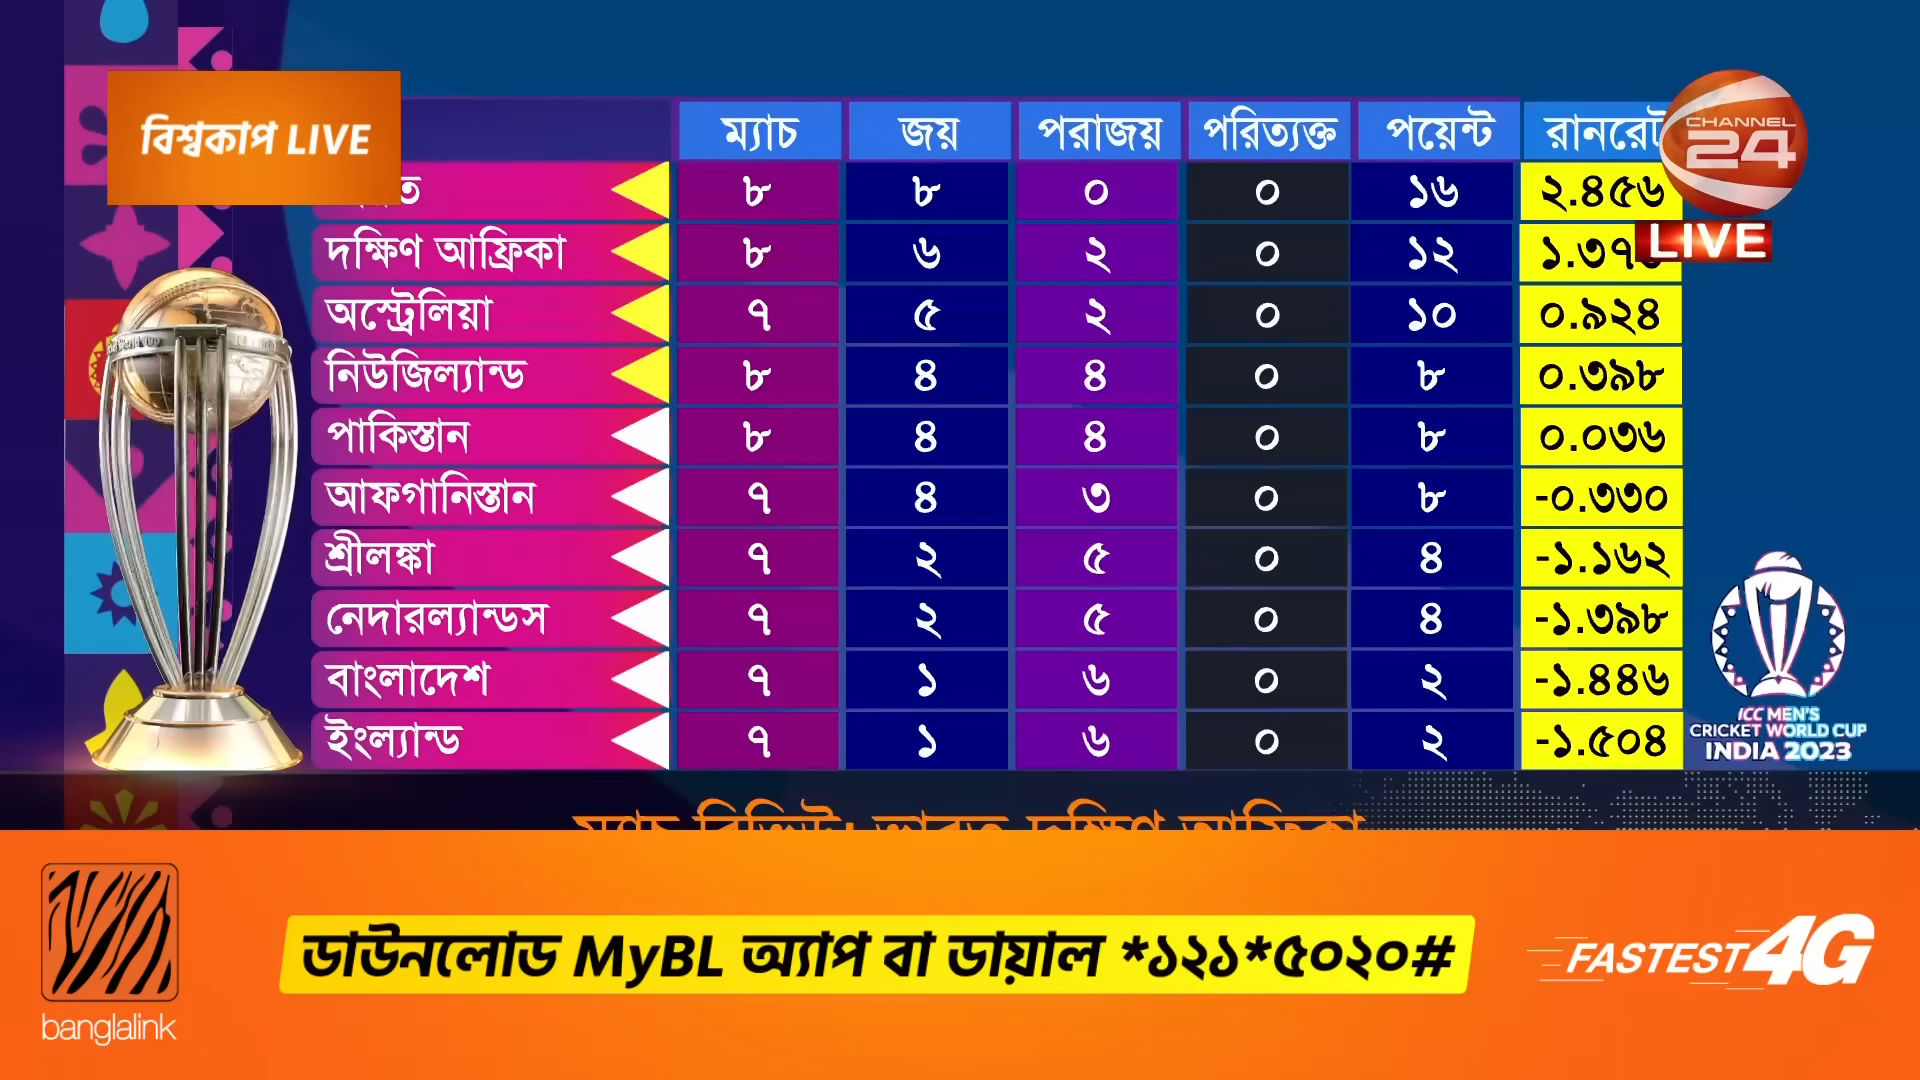 বিশ্বকাপ LIVE
ম্যাচ জয় পরাজয় পরিত্যক্ত পয়েন্ট রানরেট
CHANNEL
24
LIVE
৮ ৮ ০ ০ ১৬ ২.৪৫৬
দক্ষিণ আফ্রিকা ৮ ৬ ২ ০ ১২
অস্ট্রেলিয়া ৭ ৫ ২ ০ ১০ ০.৯২৪
নিউজিল্যান্ড ৮ ৪ ৪ ০ ৮ ০.৩৯৮
পাকিস্তান ৮ ৪ ৪ ০ ৮ ০.০৩৬
আফগানিস্তান ৭ ৪ ৩ ০ ৮ -০.৩৩০
শ্রীলঙ্কা ৭ ২ ৫ ০ ৪ -১.১৬২
নেদারল্যান্ডস ৭ ২ ৫ ০ ৪ -১.৩৯৮
বাংলাদেশ ৭ ১ ৬ ০ ২ -১.৪৪৬
ইংল্যান্ড ৭ ১ ৬ ০ ২ -১.৫০৪
ICC MEN'S
CRICKET WORLD CUP
INDIA 2023
ডাউনলোড MyBL অ্যাপ বা ডায়াল *১২১*৫০২০#
FASTEST 4G
banglalink